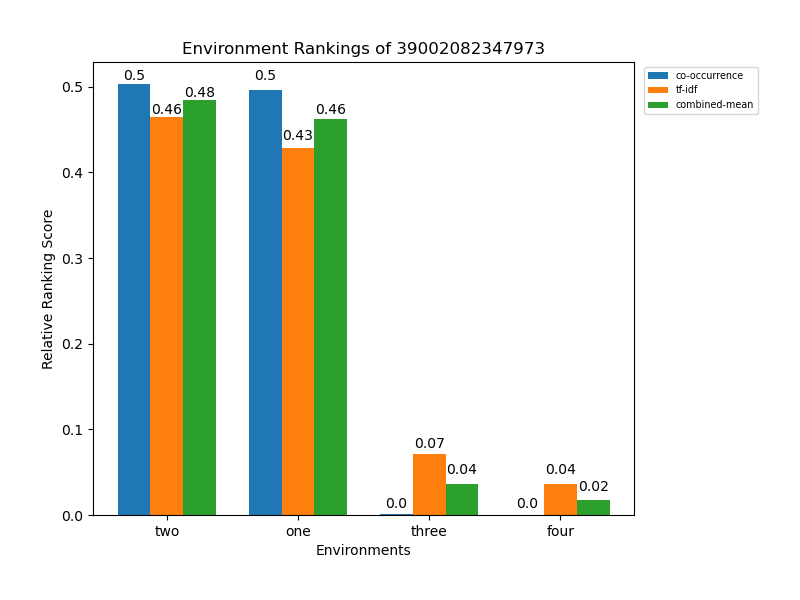 Environment Rankings of 39002082347973
co-occurrence
tf-idf
combined-mean
Relative Ranking Score
0.5
0.4
0.3
0.2
0.1
0.0
0.5
0.46
0.48
0.5
0.43
0.46
0.0
0.07
0.04
0.0
0.04
0.02
two
one
three
four
Environments